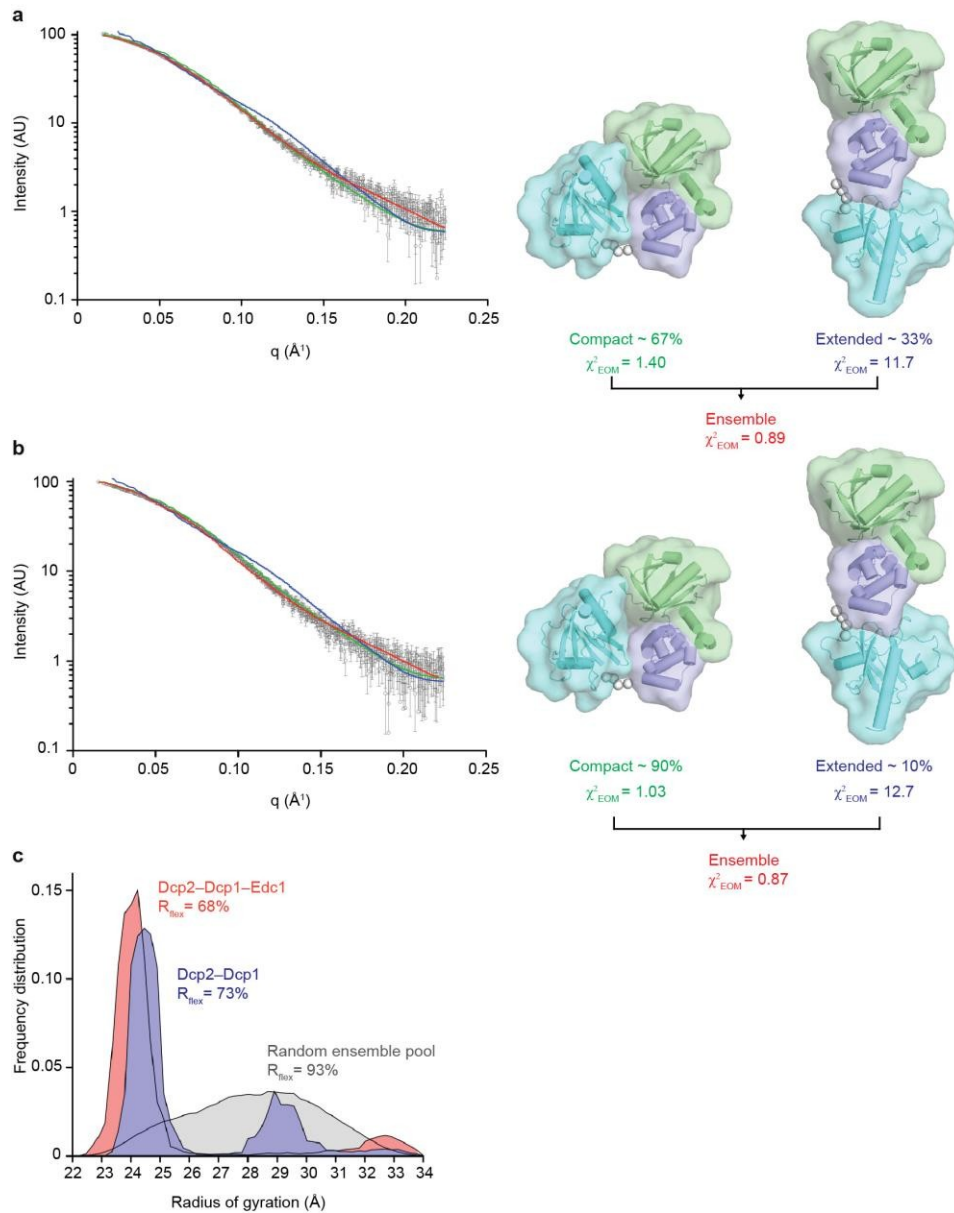 a
100
10
1
0.1
Intensity (AU)
0
0.05
0.10
0.15
0.20
0.25
q (Å¹)
Compact ~ 67%
χ²EOM = 1.40
Extended ~ 33%
χ²EOM = 11.7
Ensemble
χ²EOM = 0.89
b
100
10
1
0.1
Intensity (AU)
0
0.05
0.10
0.15
0.20
0.25
q (Å¹)
Compact ~ 90%
χ²EOM = 1.03
Extended ~ 10%
χ²EOM = 12.7
Ensemble
χ²EOM = 0.87
c
0.15
0.10
0.05
0
Frequency distribution
Dcp2–Dcp1–Edc1
Rflex = 68%
Dcp2–Dcp1
Rflex = 73%
Random ensemble pool
Rflex = 93%
22
24
25
26
27
28
29
30
31
32
33
34
Radius of gyration (Å)